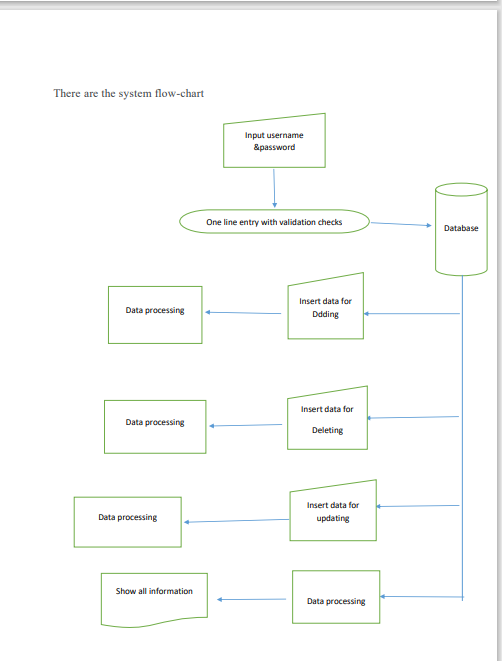 There are the system flow-chart
Input username
&password
One line entry with validation checks
Database
Insert data for
Ddding
Data processing
Insert data for
Deleting
Data processing
Insert data for
updating
Data processing
Show all information
Data processing